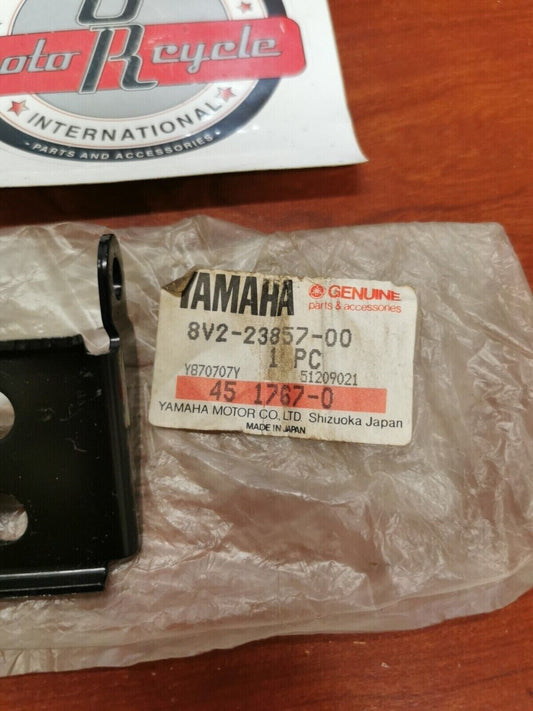 Moto Rcycle
INTERNATIONAL
- PARTS AND ACCESSORIES -
YAMAHA
GENUINE
parts & accessories
8V2-23857-00
1 PC
Y870707Y 51209021
45 1767-0
YAMAHA MOTOR CO., LTD. Shizuoka Japan
MADE IN JAPAN